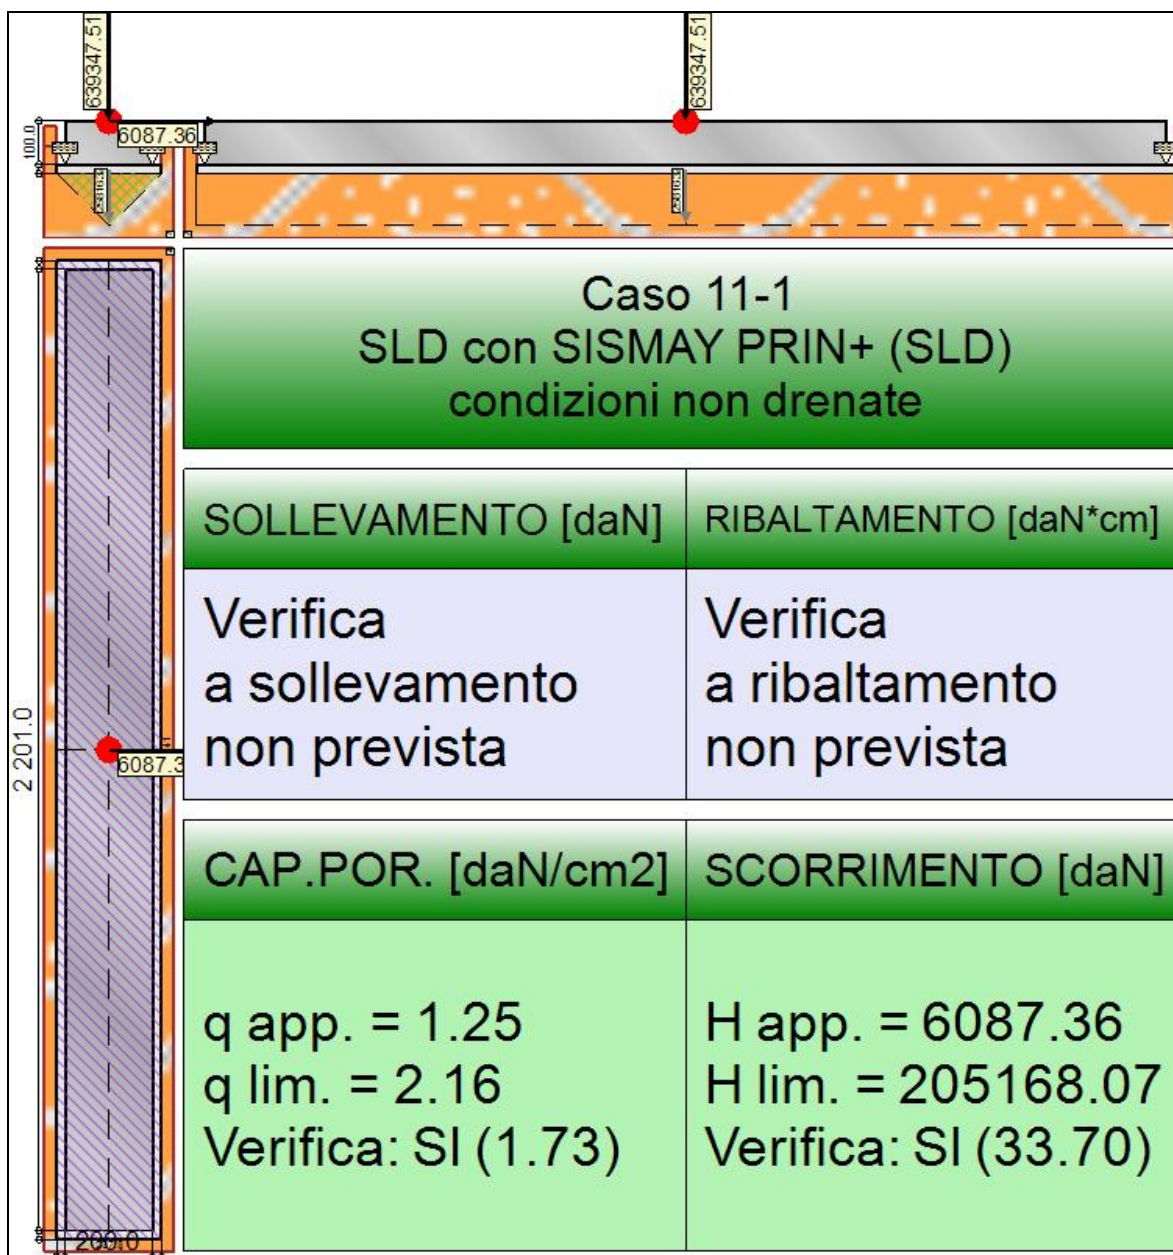 639347.51
639347.51
6087.36
100.0
Caso 11-1
SLD con SISMAY PRIN+ (SLD)
condizioni non drenate
SOLLEVAMENTO [daN]
RIBALTAMENTO [daN*cm]
Verifica
a sollevamento
non prevista
Verifica
a ribaltamento
non prevista
2 201.0
6087.3
CAP.POR. [daN/cm2]
SCORRIMENTO [daN]
q app. = 1.25
q lim. = 2.16
Verifica: SI (1.73)
H app. = 6087.36
H lim. = 205168.07
Verifica: SI (33.70)